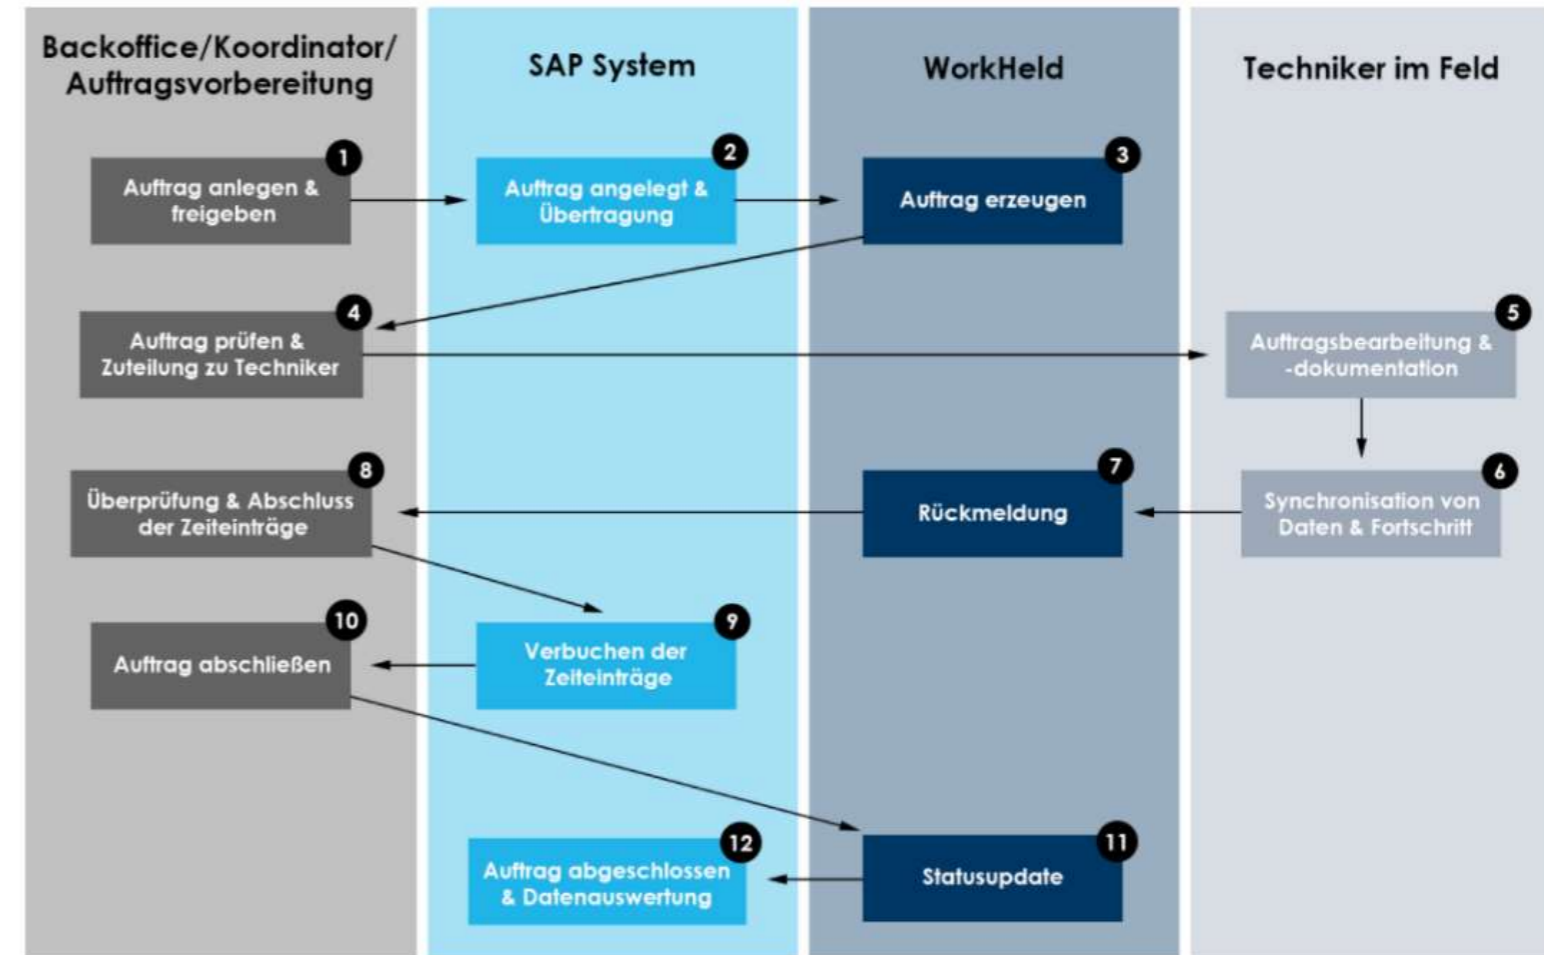 Backoffice/Koordinator/
Auftragsvorbereitung
SAP System
WorkHeld
Techniker im Feld
1
Auftrag anlegen &
freigeben
2
Auftrag angelegt &
Übertragung
3
Auftrag erzeugen
4
Auftrag prüfen &
Zuteilung zu Techniker
5
Auftragsbearbeitung &
-dokumentation
8
Überprüfung & Abschluss
der Zeiteinträge
7
Rückmeldung
6
Synchronisation von
Daten & Fortschritt
10
Auftrag abschließen
9
Verbuchen der
Zeiteinträge
12
Auftrag abgeschlossen
& Datenauswertung
11
Statusupdate